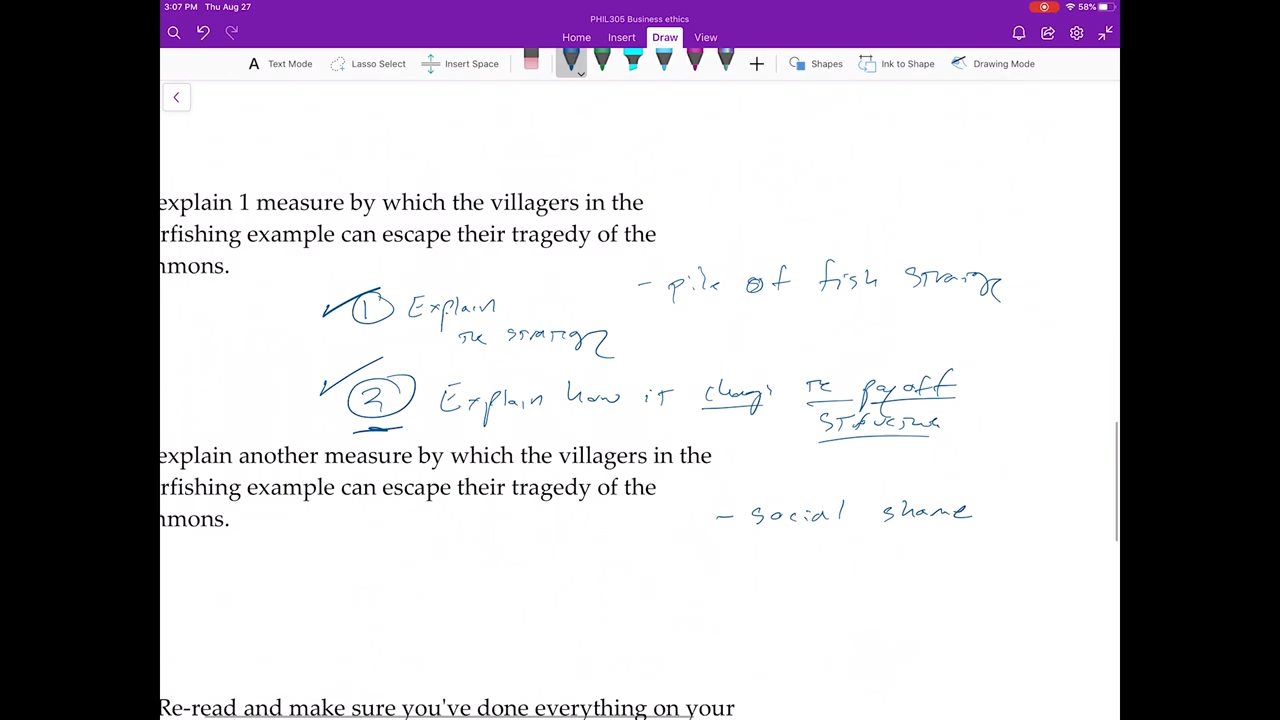 3:07 PM Thu Aug 27
58%
PHIL305 Business ethics
Home Insert Draw View
A Text Mode Lasso Select Insert Space Shapes Ink to Shape Drawing Mode
explain 1 measure by which the villagers in the
rfishing example can escape their tragedy of the
mmons.
- pile of fish strategy
① Explain
the strategy
② Explain how it changes the payoff
structure
explain another measure by which the villagers in the
rfishing example can escape their tragedy of the
mmons.
- social shame
Re-read and make sure you've done everything on your